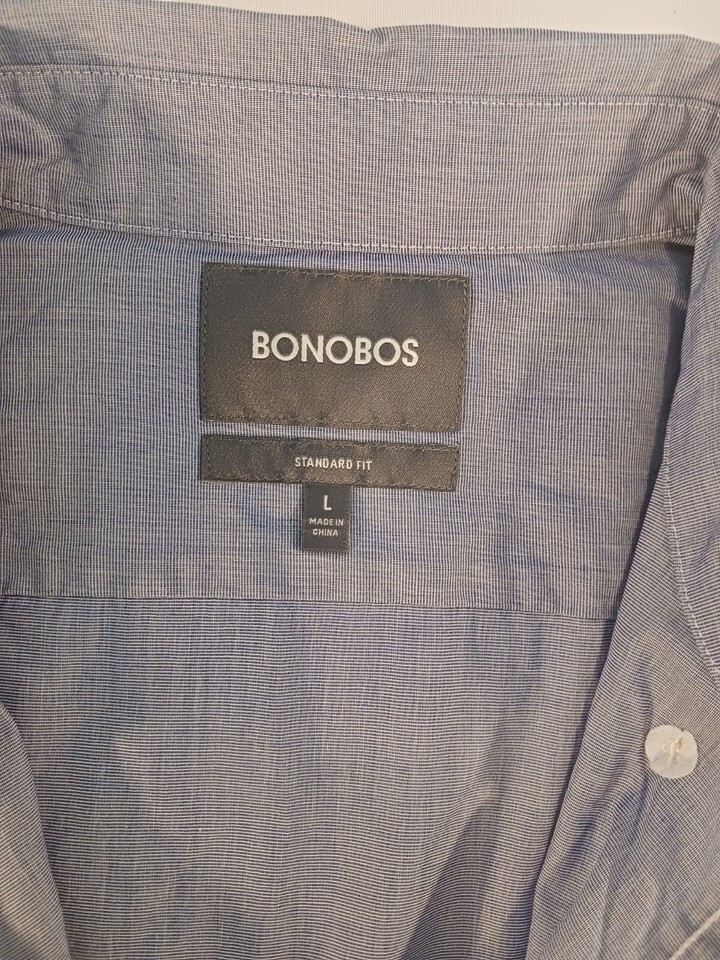 BONOBOS
STANDARD FIT
L
MADE IN
CHINA